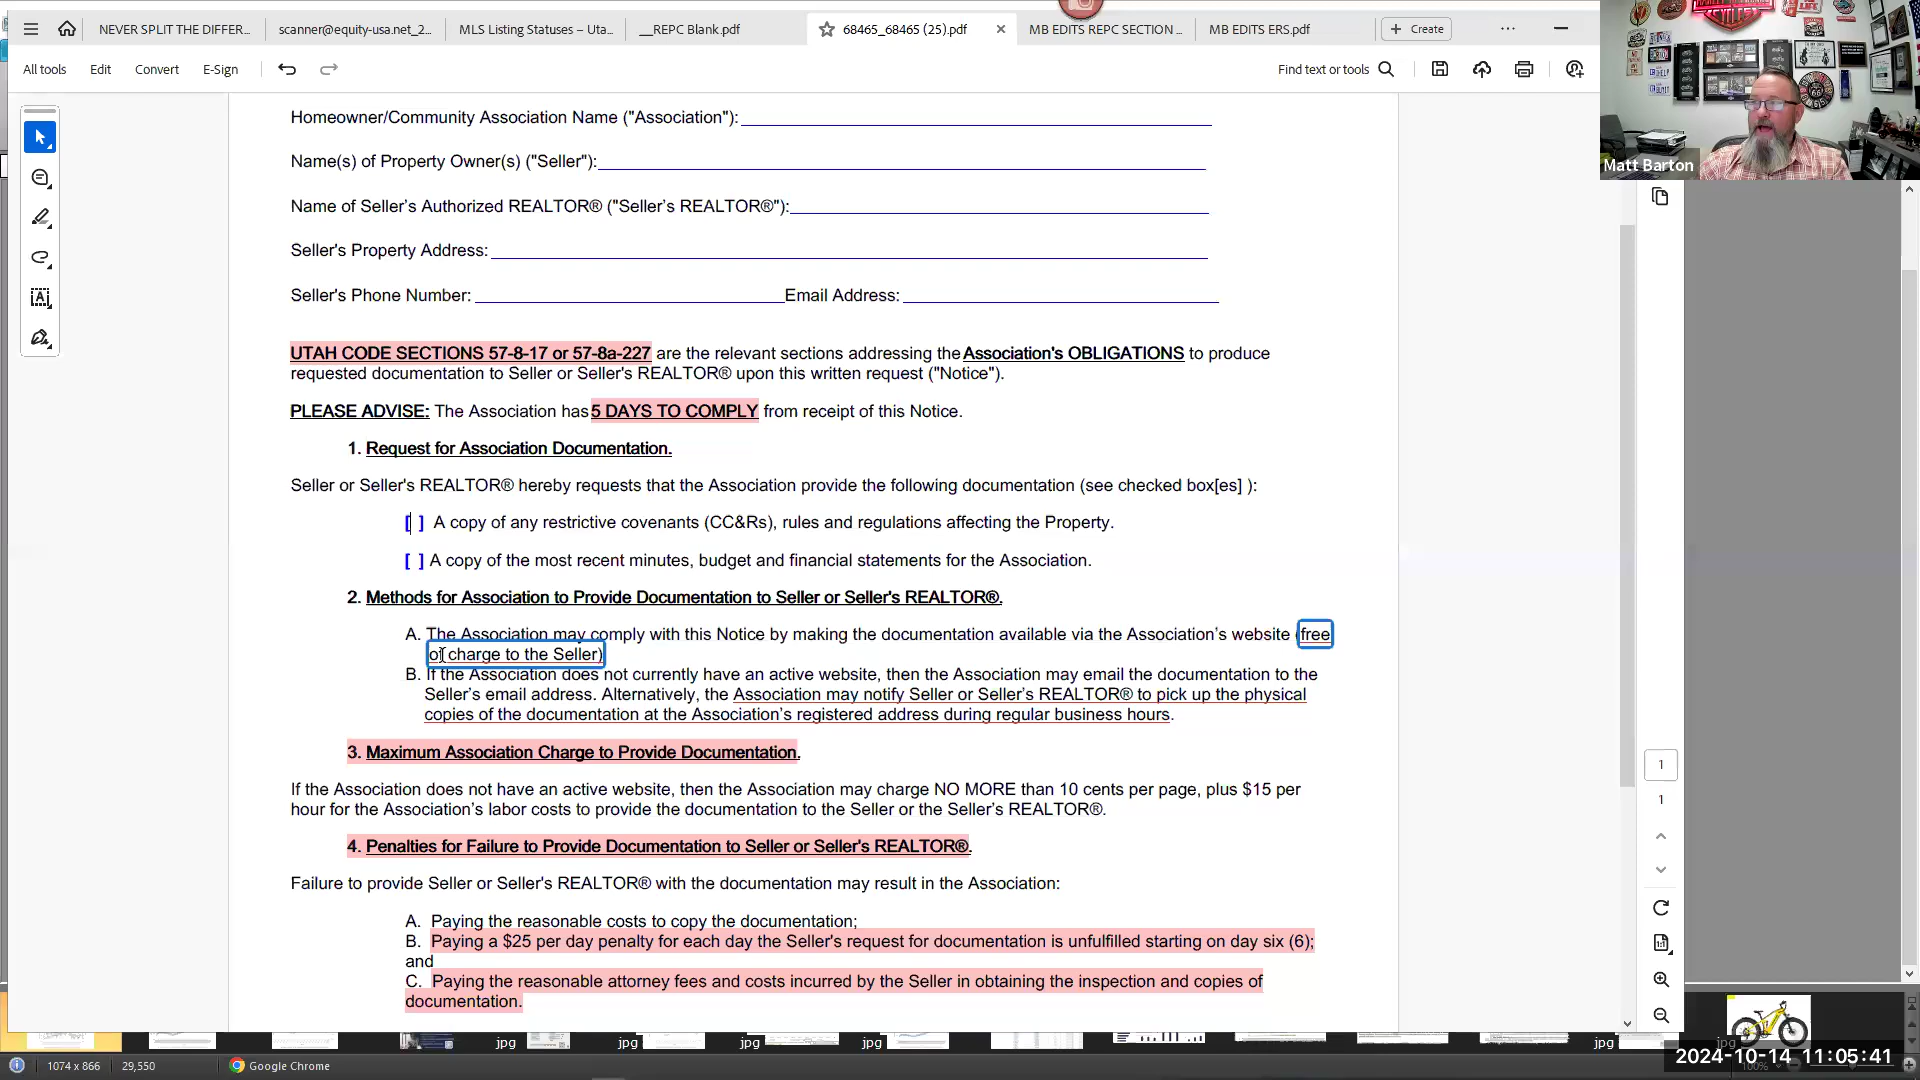 NEVER SPLIT THE DIFFER...
scanner@equity-usa.net_2...
MLS Listing Statuses – Uta...
__REPC Blank.pdf
68465_68465 (25).pdf
MB EDITS REPC SECTION ...
MB EDITS ERS.pdf
Create
All tools
Edit
Convert
E-Sign
Find text or tools
Matt Barton
Homeowner/Community Association Name ("Association"):
Name(s) of Property Owner(s) ("Seller"):
Name of Seller's Authorized REALTOR® ("Seller's REALTOR®"):
Seller's Property Address:
Seller's Phone Number: Email Address:
UTAH CODE SECTIONS 57-8-17 or 57-8a-227 are the relevant sections addressing the Association's OBLIGATIONS to produce
requested documentation to Seller or Seller's REALTOR® upon this written request ("Notice").
PLEASE ADVISE: The Association has 5 DAYS TO COMPLY from receipt of this Notice.
1. Request for Association Documentation.
Seller or Seller's REALTOR® hereby requests that the Association provide the following documentation (see checked box[es] ):
[ ] A copy of any restrictive covenants (CC&Rs), rules and regulations affecting the Property.
[ ] A copy of the most recent minutes, budget and financial statements for the Association.
2. Methods for Association to Provide Documentation to Seller or Seller's REALTOR®.
A. The Association may comply with this Notice by making the documentation available via the Association's website (free
of charge to the Seller)
B. If the Association does not currently have an active website, then the Association may email the documentation to the
Seller's email address. Alternatively, the Association may notify Seller or Seller's REALTOR® to pick up the physical
copies of the documentation at the Association's registered address during regular business hours.
3. Maximum Association Charge to Provide Documentation.
If the Association does not have an active website, then the Association may charge NO MORE than 10 cents per page, plus $15 per
hour for the Association's labor costs to provide the documentation to the Seller or the Seller's REALTOR®.
4. Penalties for Failure to Provide Documentation to Seller or Seller's REALTOR®.
Failure to provide Seller or Seller's REALTOR® with the documentation may result in the Association:
A. Paying the reasonable costs to copy the documentation;
B. Paying a $25 per day penalty for each day the Seller's request for documentation is unfulfilled starting on day six (6);
and
C. Paying the reasonable attorney fees and costs incurred by the Seller in obtaining the inspection and copies of
documentation.
1
1
jpg
jpg
jpg
jpg
jpg
jpg
1074 x 866
29,550
Google Chrome
2024-10-14 11:05:41
100%